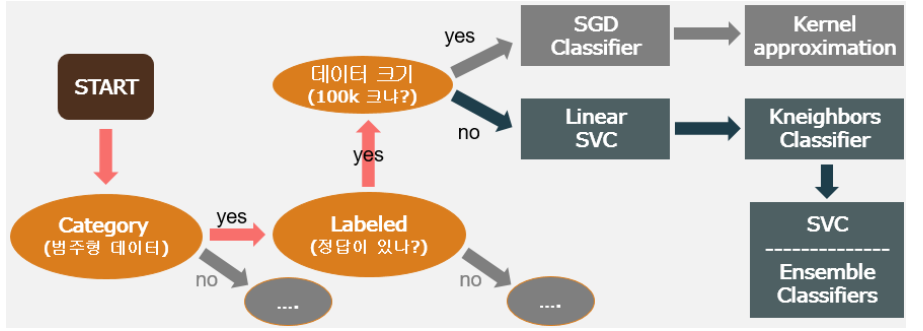 START
Category
(범주형 데이터)
yes
no
....
Labeled
(정답이 있나?)
yes
no
....
데이터 크기
(100k 크냐?)
yes
no
SGD
Classifier
Kernel
approximation
Linear
SVC
Kneighbors
Classifier
SVC
--------------
Ensemble
Classifiers